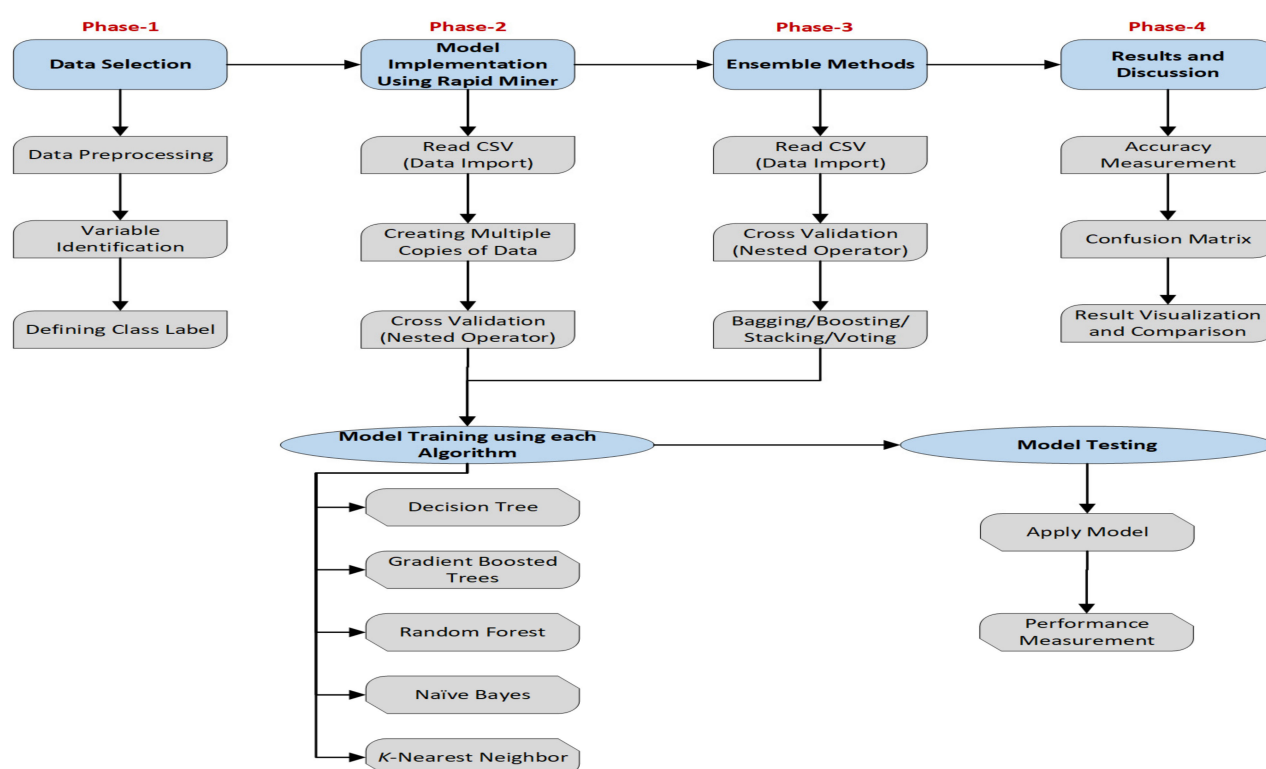 Phase-1
Phase-2
Phase-3
Phase-4
Data Selection
Model
Implementation
Using Rapid Miner
Ensemble Methods
Results and
Discussion
Data Preprocessing
Read CSV
(Data Import)
Read CSV
(Data Import)
Accuracy
Measurement
Variable
Identification
Creating Multiple
Copies of Data
Cross Validation
(Nested Operator)
Confusion Matrix
Defining Class Label
Cross Validation
(Nested Operator)
Bagging/Boosting/
Stacking/Voting
Result Visualization
and Comparison
Model Training using each
Algorithm
Model Testing
Decision Tree
Gradient Boosted
Trees
Random Forest
Naïve Bayes
K-Nearest Neighbor
Apply Model
Performance
Measurement